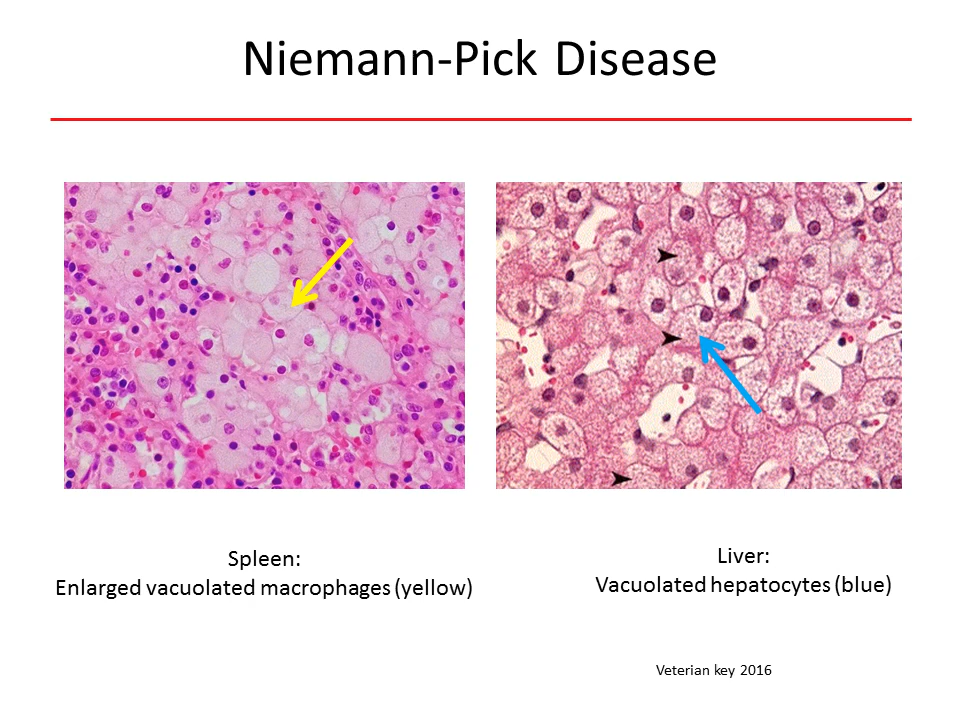 Niemann-Pick Disease
Spleen:
Enlarged vacuolated macrophages (yellow)
Liver:
Vacuolated hepatocytes (blue)
Veterian key 2016